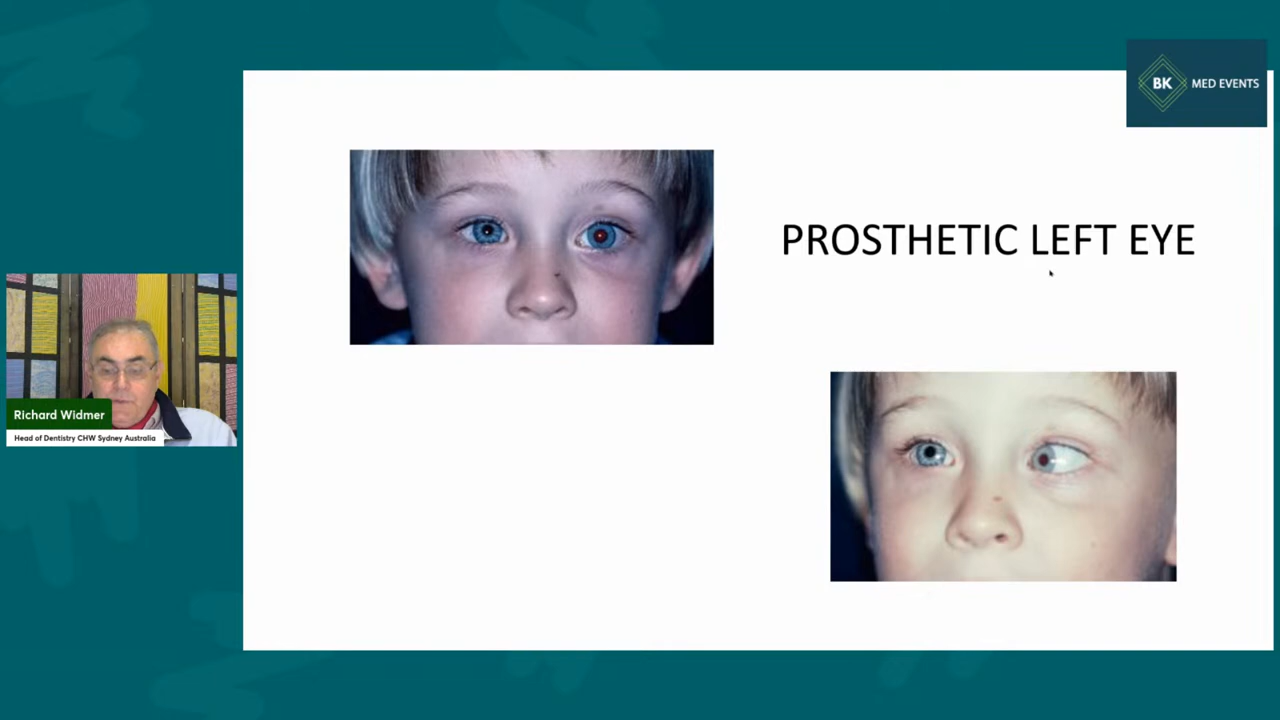 BK MED EVENTS
PROSTHETIC LEFT EYE
Richard Widmer
Head of Dentistry CHW Sydney Australia